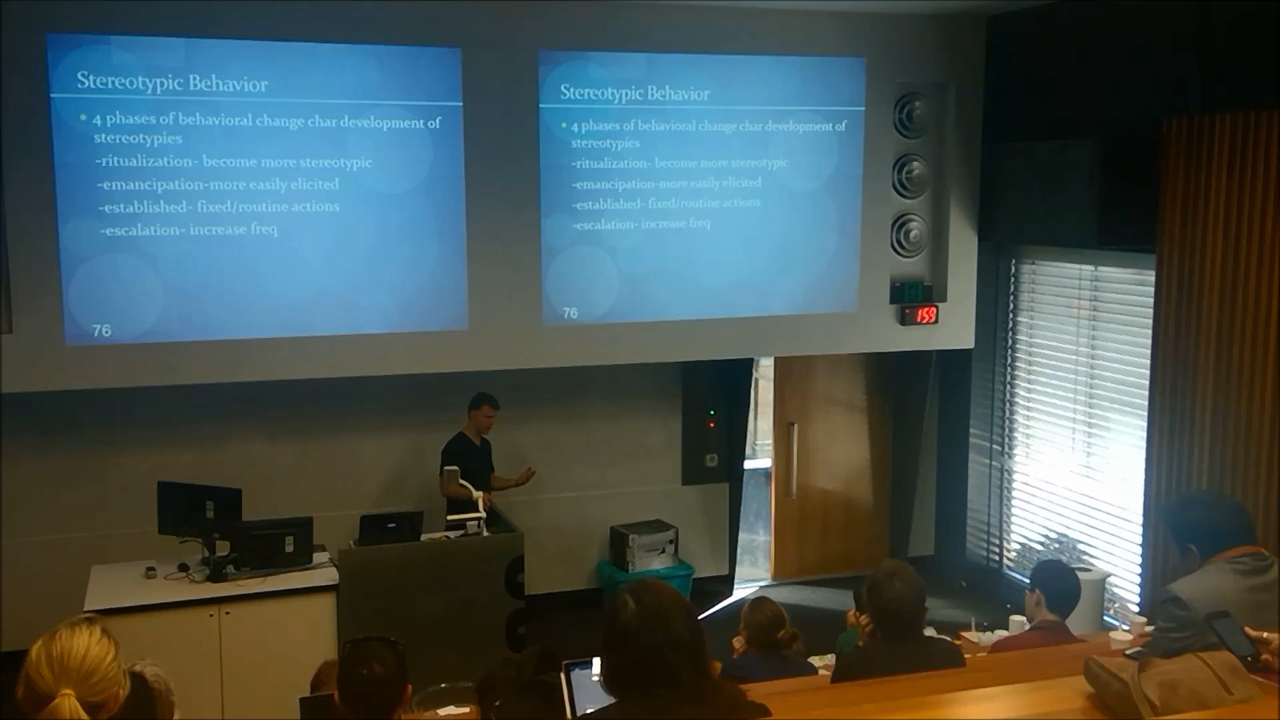 Stereotypic Behavior
• 4 phases of behavioral change char development of
stereotypies
-ritualization- become more stereotypic
-emancipation-more easily elicited
-established- fixed/routine actions
-escalation- increase freq
76
Stereotypic Behavior
• 4 phases of behavioral change char development of
stereotypies
-ritualization- become more stereotypic
-emancipation-more easily elicited
-established- fixed/routine actions
-escalation- increase freq
76
159